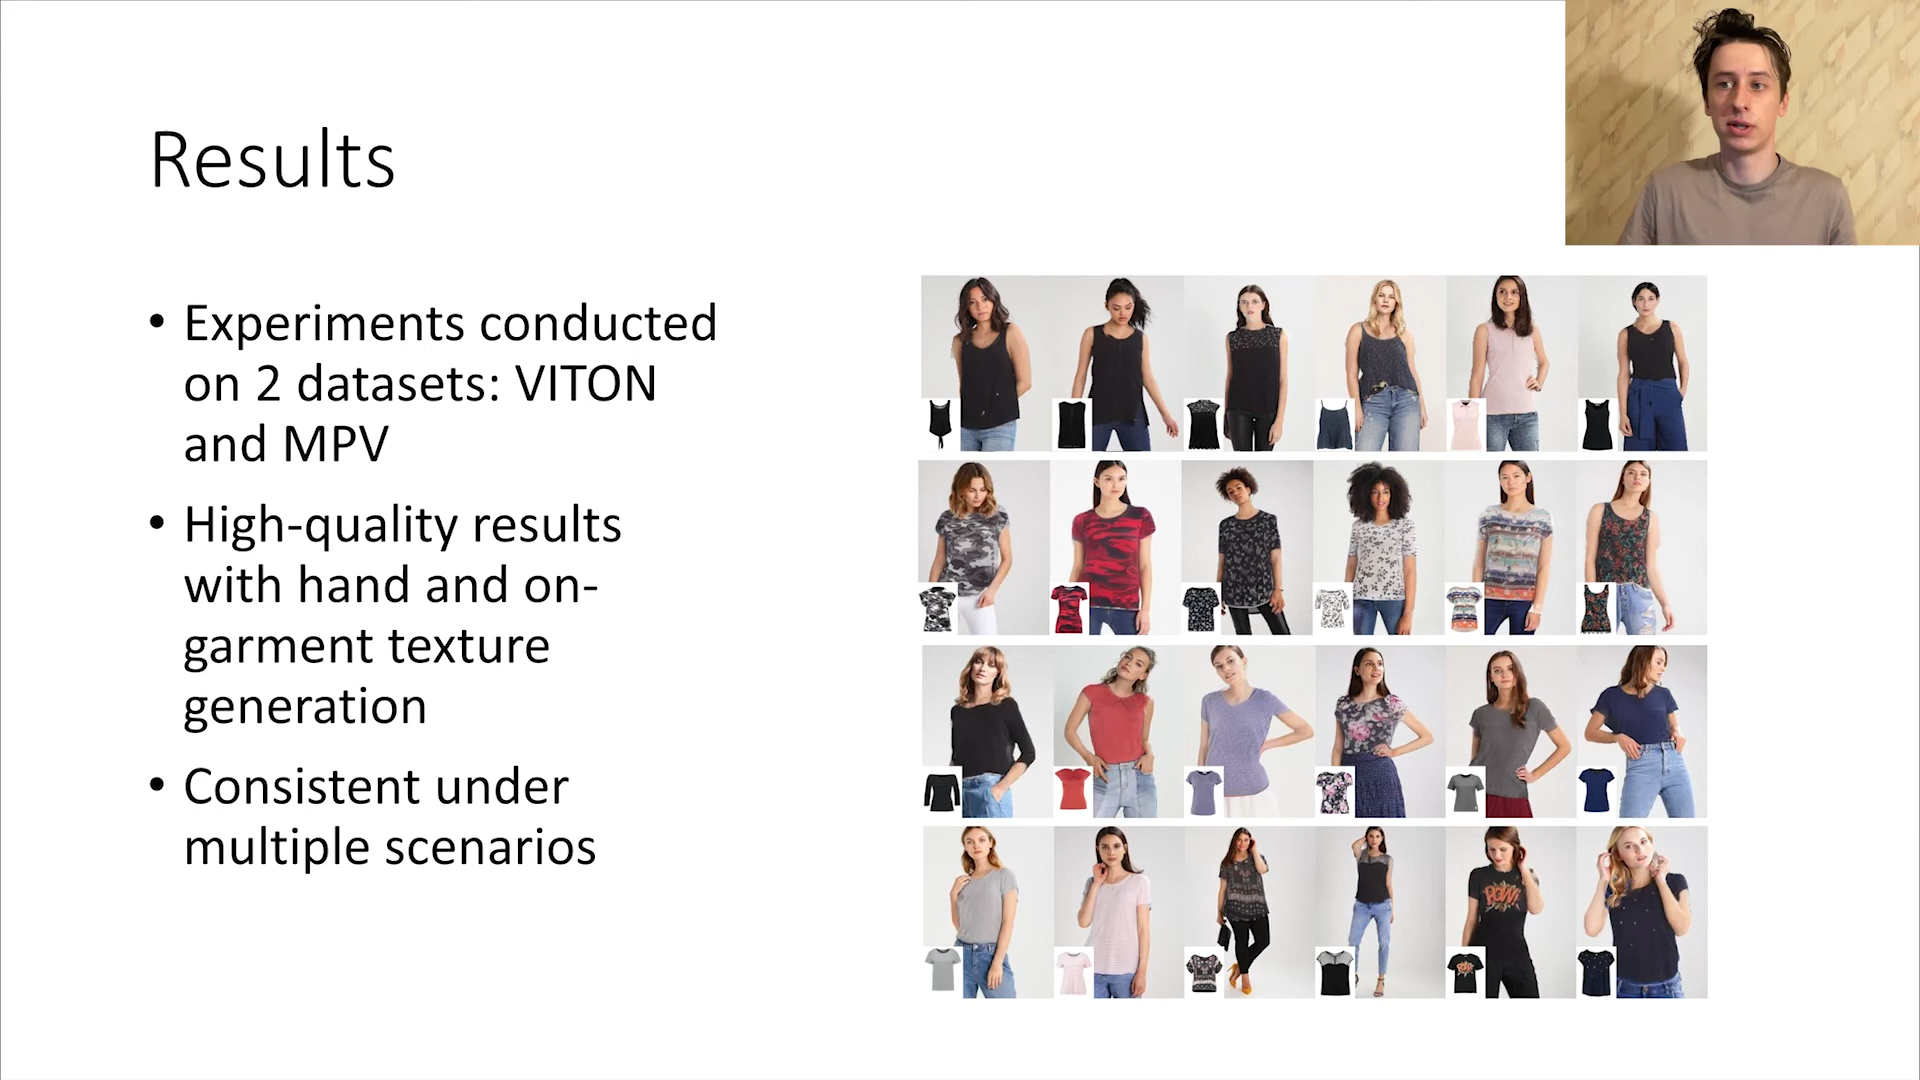 Results
• Experiments conducted
on 2 datasets: VITON
and MPV
• High-quality results
with hand and on-
garment texture
generation
• Consistent under
multiple scenarios
POW!